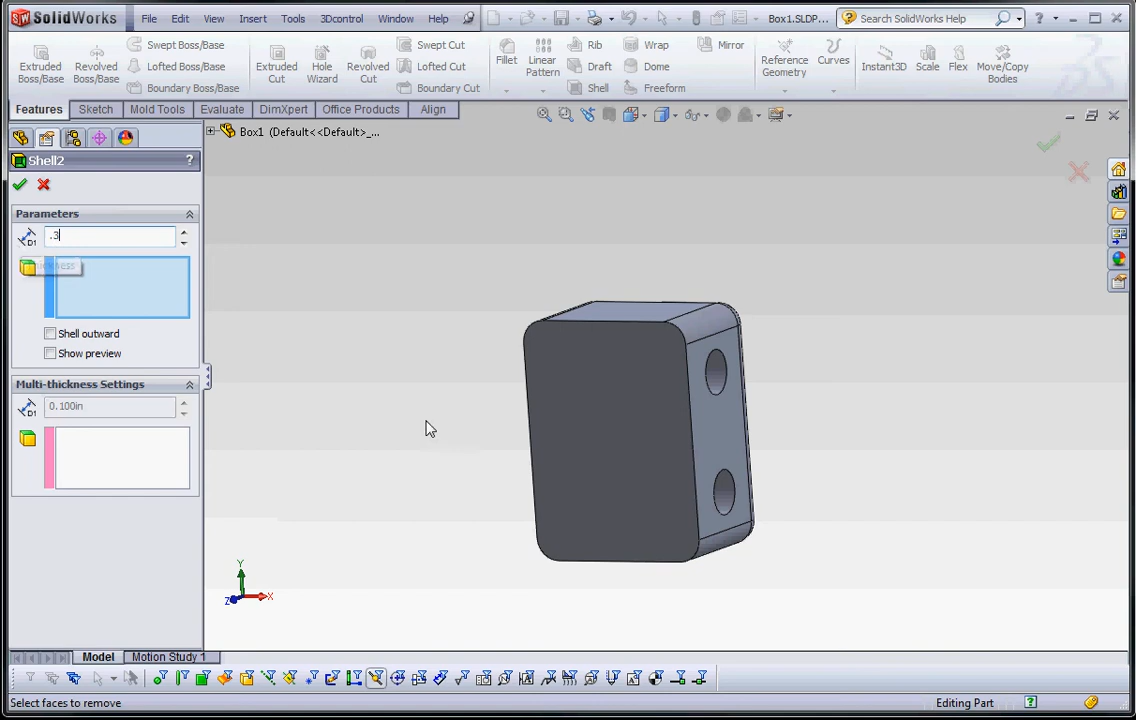 SolidWorks File Edit View Insert Tools 3Dcontrol Window Help Box1.SLDP... Search SolidWorks Help
Extruded Boss/Base
Revolved Boss/Base
Swept Boss/Base
Lofted Boss/Base
Boundary Boss/Base
Extruded Cut
Hole Wizard
Revolved Cut
Swept Cut
Lofted Cut
Boundary Cut
Fillet
Linear Pattern
Rib
Draft
Shell
Wrap
Dome
Freeform
Mirror
Reference Geometry
Curves
Instant3D
Scale
Flex
Move/Copy Bodies
Features Sketch Mold Tools Evaluate DimXpert Office Products Align
Box1 (Default<<Default>_...
Shell2 ?
Parameters
D1 .3
Shell outward
Show preview
Multi-thickness Settings
D1 0.100in
Y
Z X
Model Motion Study 1
Select faces to remove Editing Part